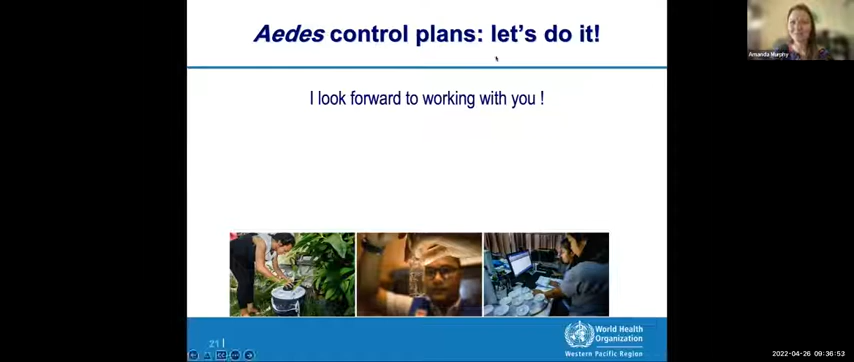 Aedes control plans: let's do it!
Amanda Murphy
I look forward to working with you !
21
World Health
Organization
Western Pacific Region
2022-04-26 09:36:53